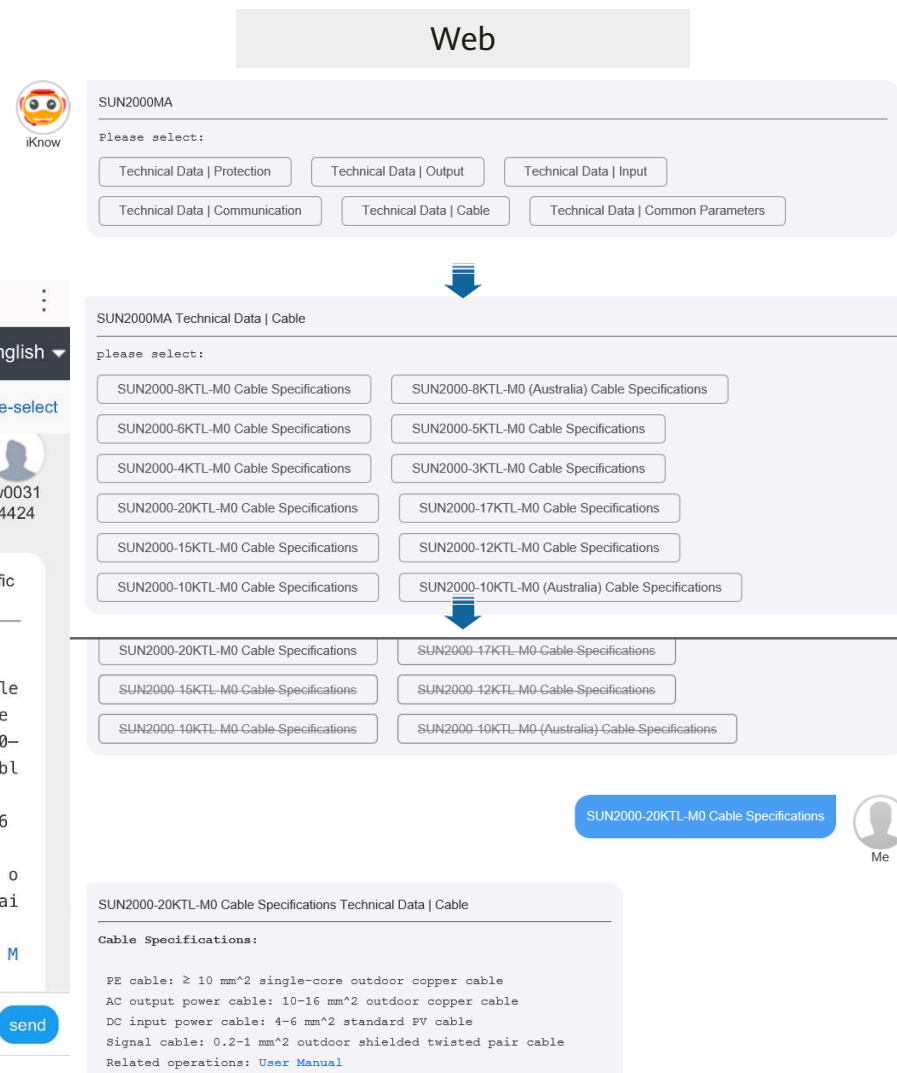 Web
iKnow
SUN2000MA
Please select:
Technical Data | Protection
Technical Data | Output
Technical Data | Input
Technical Data | Communication
Technical Data | Cable
Technical Data | Common Parameters
SUN2000MA Technical Data | Cable
please select:
SUN2000-8KTL-M0 Cable Specifications
SUN2000-8KTL-M0 (Australia) Cable Specifications
SUN2000-6KTL-M0 Cable Specifications
SUN2000-5KTL-M0 Cable Specifications
SUN2000-4KTL-M0 Cable Specifications
SUN2000-3KTL-M0 Cable Specifications
SUN2000-20KTL-M0 Cable Specifications
SUN2000-17KTL-M0 Cable Specifications
SUN2000-15KTL-M0 Cable Specifications
SUN2000-12KTL-M0 Cable Specifications
SUN2000-10KTL-M0 Cable Specifications
SUN2000-10KTL-M0 (Australia) Cable Specifications
SUN2000-20KTL-M0 Cable Specifications
SUN2000-17KTL-M0 Cable Specifications
SUN2000-15KTL-M0 Cable Specifications
SUN2000-12KTL-M0 Cable Specifications
SUN2000-10KTL-M0 Cable Specifications
SUN2000-10KTL-M0 (Australia) Cable Specifications
SUN2000-20KTL-M0 Cable Specifications
Me
SUN2000-20KTL-M0 Cable Specifications Technical Data | Cable
Cable Specifications:
PE cable: ≥ 10 mm^2 single-core outdoor copper cable
AC output power cable: 10-16 mm^2 outdoor copper cable
DC input power cable: 4-6 mm^2 standard PV cable
Signal cable: 0.2-1 mm^2 outdoor shielded twisted pair cable
Related operations: User Manual
nglish
e-select
0031
4424
fic
le
e
0—
bl
6
o
ai
M
send